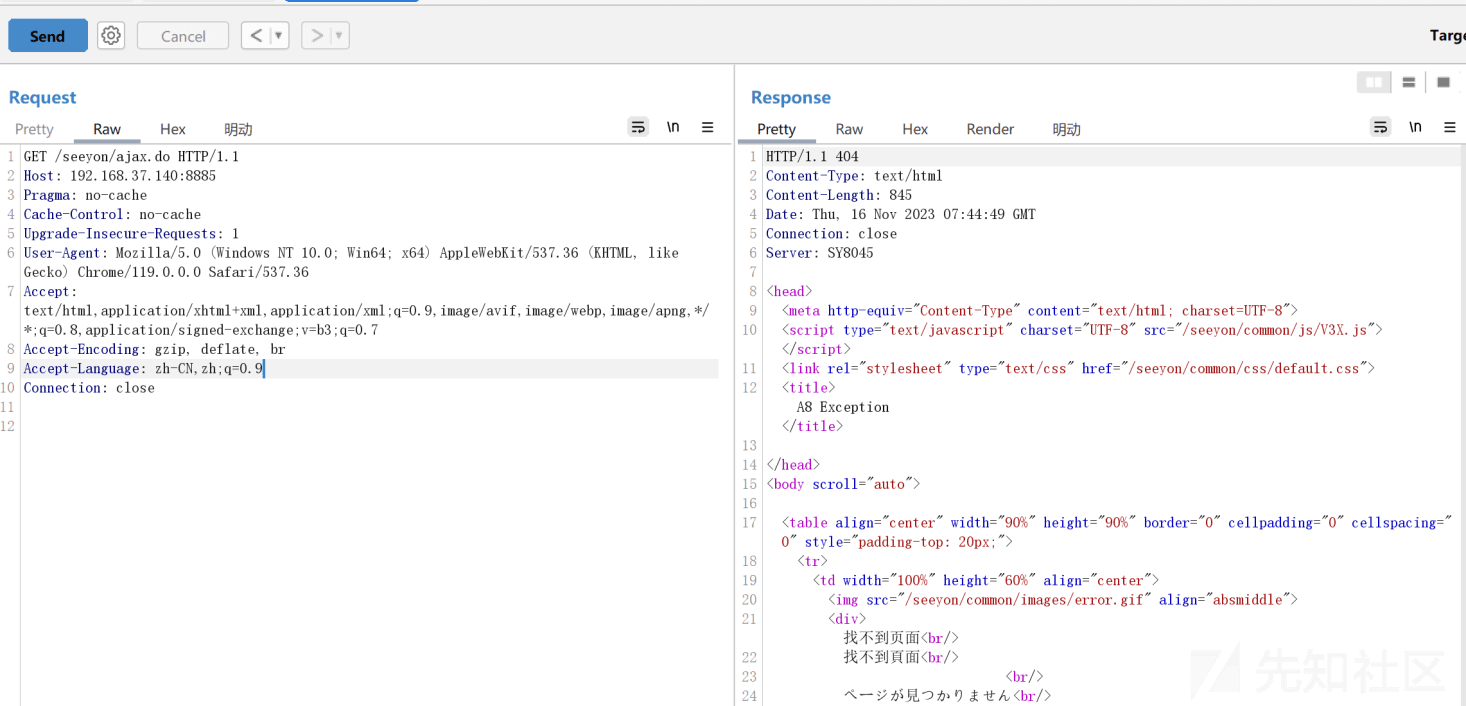 Send
Cancel
Targe
Request
Pretty Raw Hex 明动
\n
1 GET /seeyon/ajax.do HTTP/1.1
2 Host: 192.168.37.140:8885
3 Pragma: no-cache
4 Cache-Control: no-cache
5 Upgrade-Insecure-Requests: 1
6 User-Agent: Mozilla/5.0 (Windows NT 10.0; Win64; x64) AppleWebKit/537.36 (KHTML, like
Gecko) Chrome/119.0.0.0 Safari/537.36
7 Accept:
text/html,application/xhtml+xml,application/xml;q=0.9,image/avif,image/webp,image/apng,*/
*;q=0.8,application/signed-exchange;v=b3;q=0.7
8 Accept-Encoding: gzip, deflate, br
9 Accept-Language: zh-CN,zh;q=0.9
10 Connection: close
11
12
Response
Pretty Raw Hex Render 明动
\n
1 HTTP/1.1 404
2 Content-Type: text/html
3 Content-Length: 845
4 Date: Thu, 16 Nov 2023 07:44:49 GMT
5 Connection: close
6 Server: SY8045
7
8 <head>
9 <meta http-equiv="Content-Type" content="text/html; charset=UTF-8">
10 <script type="text/javascript" charset="UTF-8" src="/seeyon/common/js/V3X.js">
</script>
11 <link rel="stylesheet" type="text/css" href="/seeyon/common/css/default.css">
12 <title>
A8 Exception
</title>
13
14 </head>
15 <body scroll="auto">
16
17 <table align="center" width="90%" height="90%" border="0" cellpadding="0" cellspacing="
0" style="padding-top: 20px;">
18 <tr>
19 <td width="100%" height="60%" align="center">
20 <img src="/seeyon/common/images/error.gif" align="absmiddle">
21 <div>
找不到页面<br/>
22 找不到頁面<br/>
23 <br/>
24 ページが見つかりません<br/>
先知社区